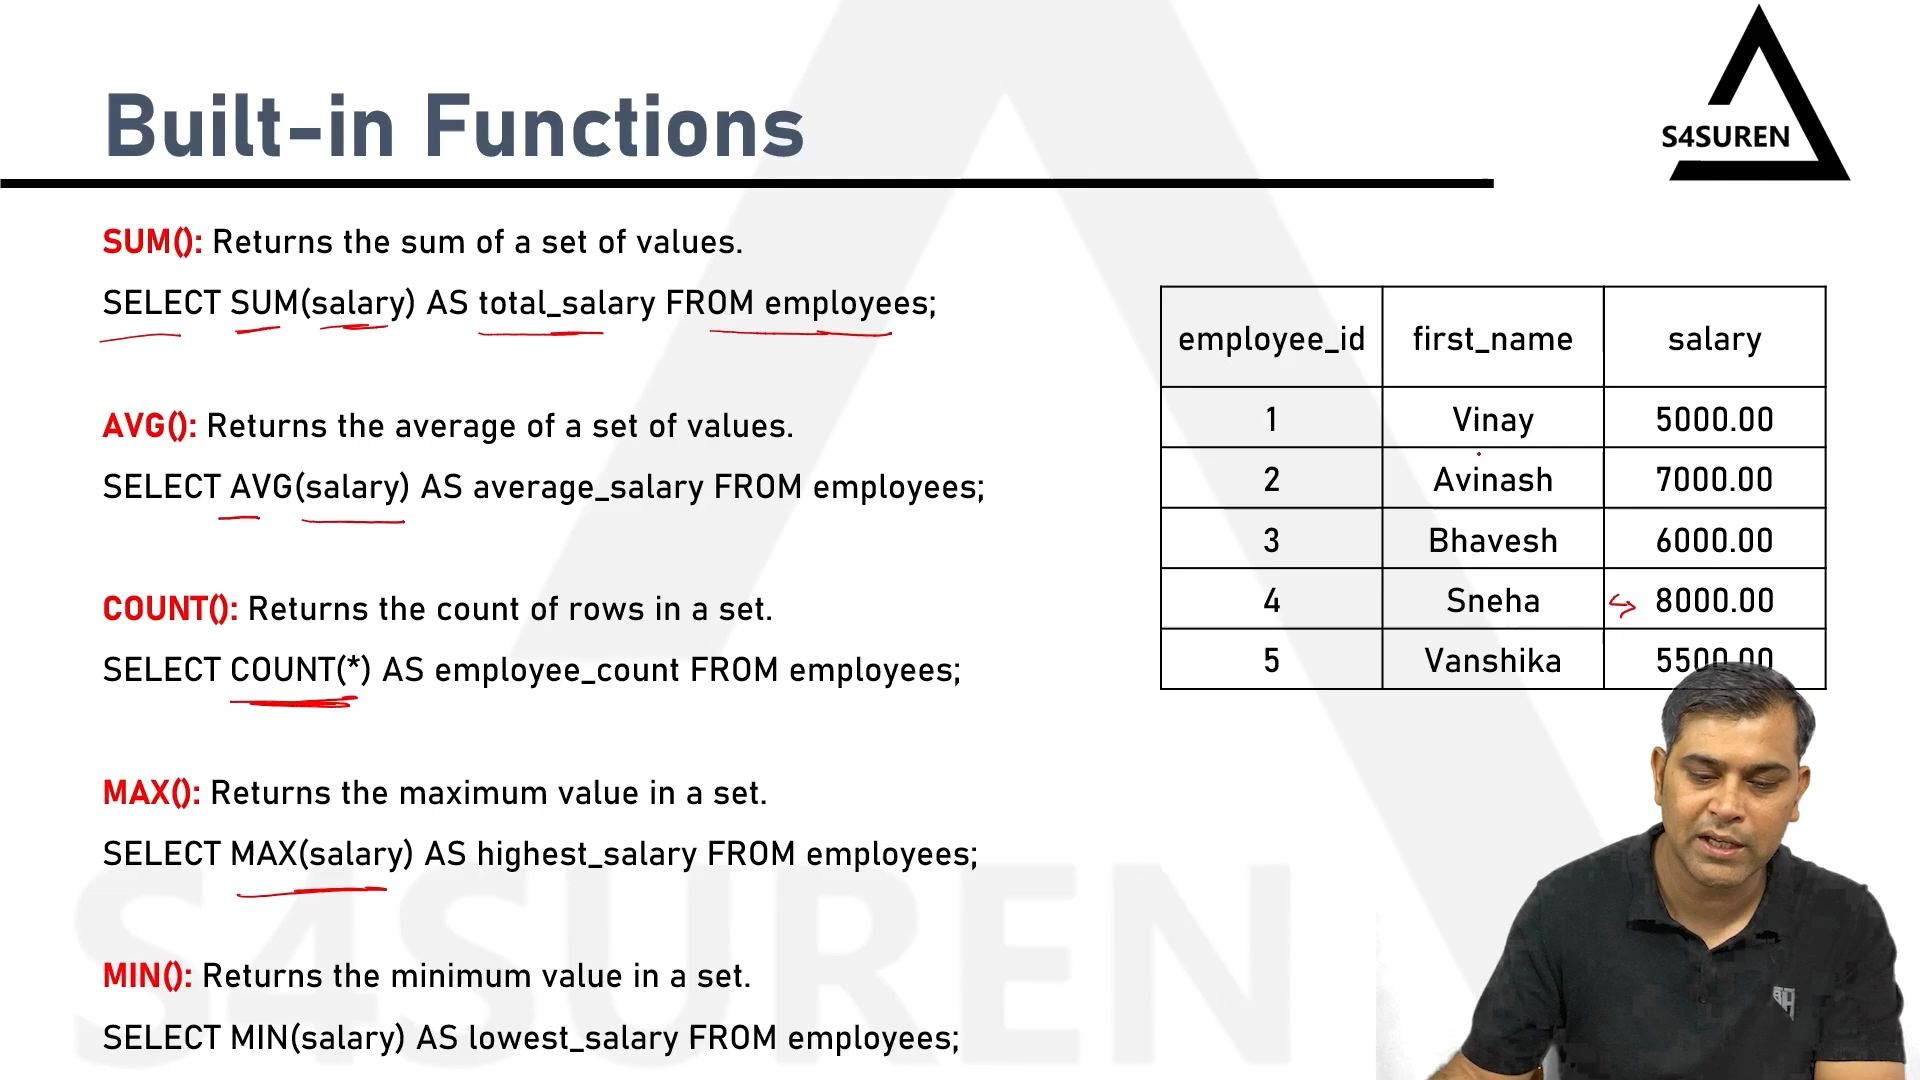 Built-in Functions
S4SUREN
SUM(): Returns the sum of a set of values.
SELECT SUM(salary) AS total_salary FROM employees;
AVG(): Returns the average of a set of values.
SELECT AVG(salary) AS average_salary FROM employees;
COUNT(): Returns the count of rows in a set.
SELECT COUNT(*) AS employee_count FROM employees;
MAX(): Returns the maximum value in a set.
SELECT MAX(salary) AS highest_salary FROM employees;
MIN(): Returns the minimum value in a set.
SELECT MIN(salary) AS lowest_salary FROM employees;
employee_id first_name salary
1 Vinay 5000.00
2 Avinash 7000.00
3 Bhavesh 6000.00
4 Sneha 8000.00
5 Vanshika 5500.00
S4SUREN